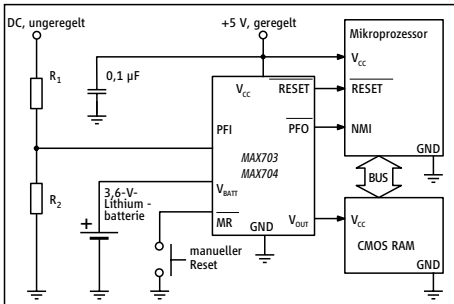 DC, ungeregelt
+5 V, geregelt
Mikroprozessor
R1
0,1 µF
VCC
VCC
RESET
RESET
PFI
PFO
NMI
MAX703
MAX704
GND
R2
3,6-V-
Lithium-
batterie
VBATT
BUS
MR
GND
VOUT
VCC
manueller
Reset
CMOS RAM
GND